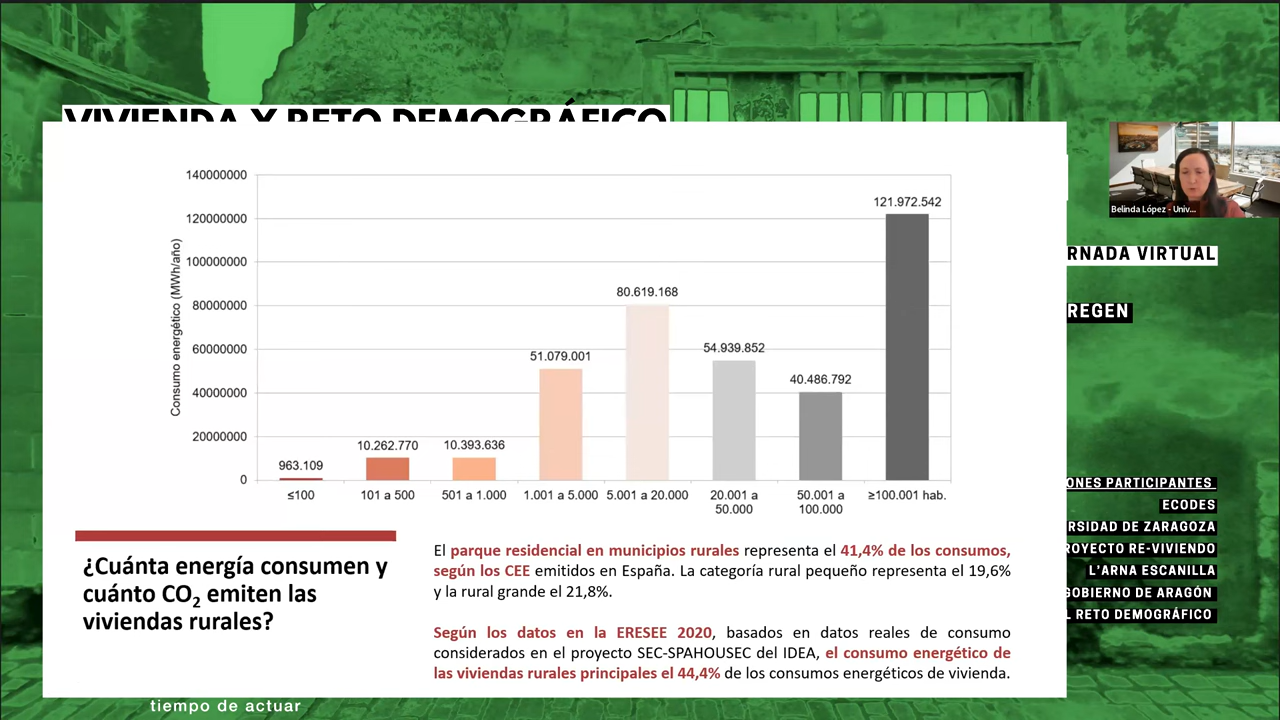 VIVIENDA Y RETO DEMOGRÁFICO
140000000
120000000
100000000
80000000
60000000
40000000
20000000
0
Consumo energético (MWh/año)
963.109
10.262.770
10.393.636
51.079.001
80.619.168
54.939.852
40.486.792
121.972.542
≤100
101 a 500
501 a 1.000
1.001 a 5.000
5.001 a 20.000
20.001 a
50.000
50.001 a
100.000
≥100.001 hab.
¿Cuánta energía consumen y
cuánto CO2 emiten las
viviendas rurales?
El parque residencial en municipios rurales representa el 41,4% de los consumos,
según los CEE emitidos en España. La categoría rural pequeño representa el 19,6%
y la rural grande el 21,8%.
Según los datos en la ERESEE 2020, basados en datos reales de consumo
considerados en el proyecto SEC-SPAHOUSEC del IDEA, el consumo energético de
las viviendas rurales principales el 44,4% de los consumos energéticos de vivienda.
Belinda López - Univ...
RNADA VIRTUAL
REGEN
ONES PARTICIPANTES
ECODES
RSIDAD DE ZARAGOZA
ROYECTO RE-VIVIENDO
L'ARNA ESCANILLA
GOBIERNO DE ARAGÓN
L RETO DEMOGRÁFICO
tiempo de actuar